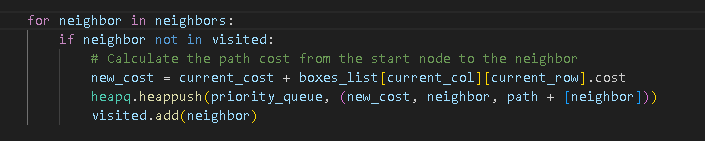 for neighbor in neighbors:
if neighbor not in visited:
# Calculate the path cost from the start node to the neighbor
new_cost = current_cost + boxes_list[current_col][current_row].cost
heapq.heappush(priority_queue, (new_cost, neighbor, path + [neighbor]))
visited.add(neighbor)